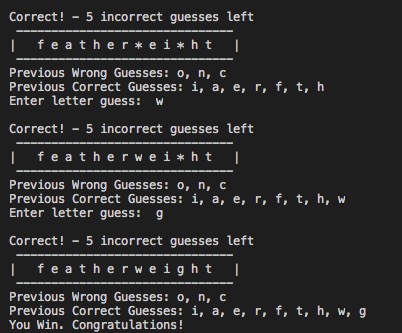 Correct! - 5 incorrect guesses left
-------------------------------
|   f e a t h e r * e i * h t   |
-------------------------------
Previous Wrong Guesses: o, n, c
Previous Correct Guesses: i, a, e, r, f, t, h
Enter letter guess:  w
Correct! - 5 incorrect guesses left
-------------------------------
|   f e a t h e r w e i * h t   |
-------------------------------
Previous Wrong Guesses: o, n, c
Previous Correct Guesses: i, a, e, r, f, t, h, w
Enter letter guess:  g
Correct! - 5 incorrect guesses left
-------------------------------
|   f e a t h e r w e i g h t   |
-------------------------------
Previous Wrong Guesses: o, n, c
Previous Correct Guesses: i, a, e, r, f, t, h, w, g
You Win. Congratulations!